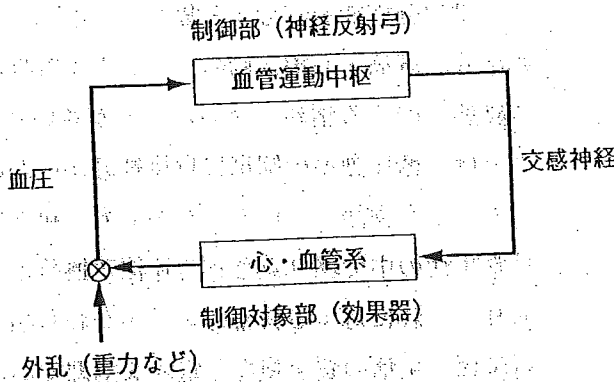 制御部（神経反射弓）
血管運動中枢
血圧
交感神経
心・血管系
制御対象部（効果器）
外乱（重力など）